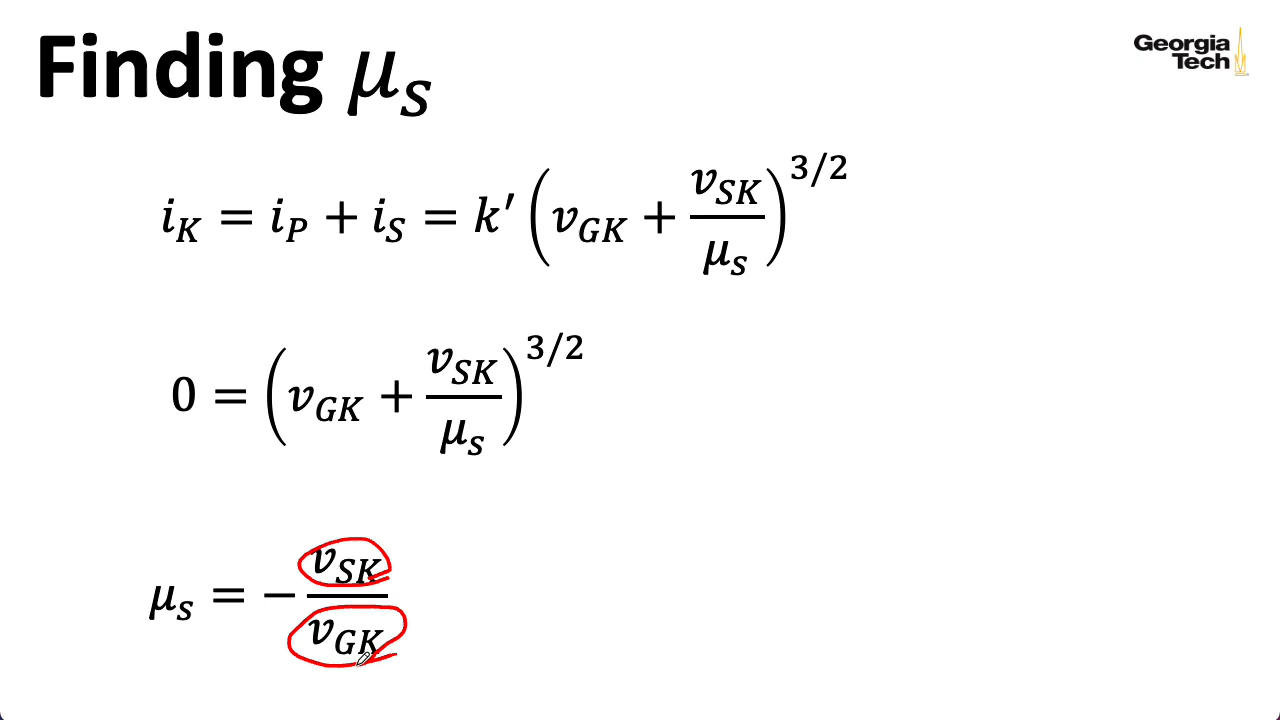 Finding μ_s
Georgia
Tech
i_K = i_P + i_S = k′ (v_GK + v_SK / μ_s)^{3/2}
0 = (v_GK + v_SK / μ_s)^{3/2}
μ_s = − v_SK / v_GK